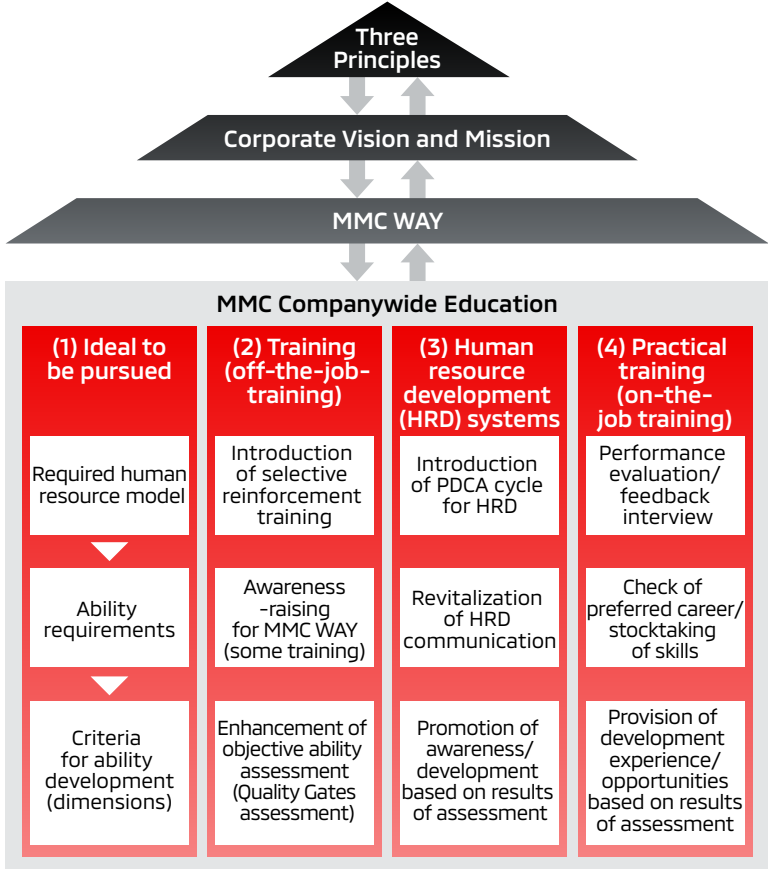 Three
Principles
Corporate Vision and Mission
MMC WAY
MMC Companywide Education
(1) Ideal to
be pursued
Required human
resource model
Ability
requirements
Criteria
for ability
development
(dimensions)
(2) Training
(off-the-job-
training)
Introduction
of selective
reinforcement
training
Awareness
-raising
for MMC WAY
(some training)
Enhancement of
objective ability
assessment
(Quality Gates
assessment)
(3) Human
resource
development
(HRD) systems
Introduction
of PDCA cycle
for HRD
Revitalization
of HRD
communication
Promotion of
awareness/
development
based on results
of assessment
(4) Practical
training
(on-the-
job training)
Performance
evaluation/
feedback
interview
Check of
preferred career/
stocktaking
of skills
Provision of
development
experience/
opportunities
based on results
of assessment